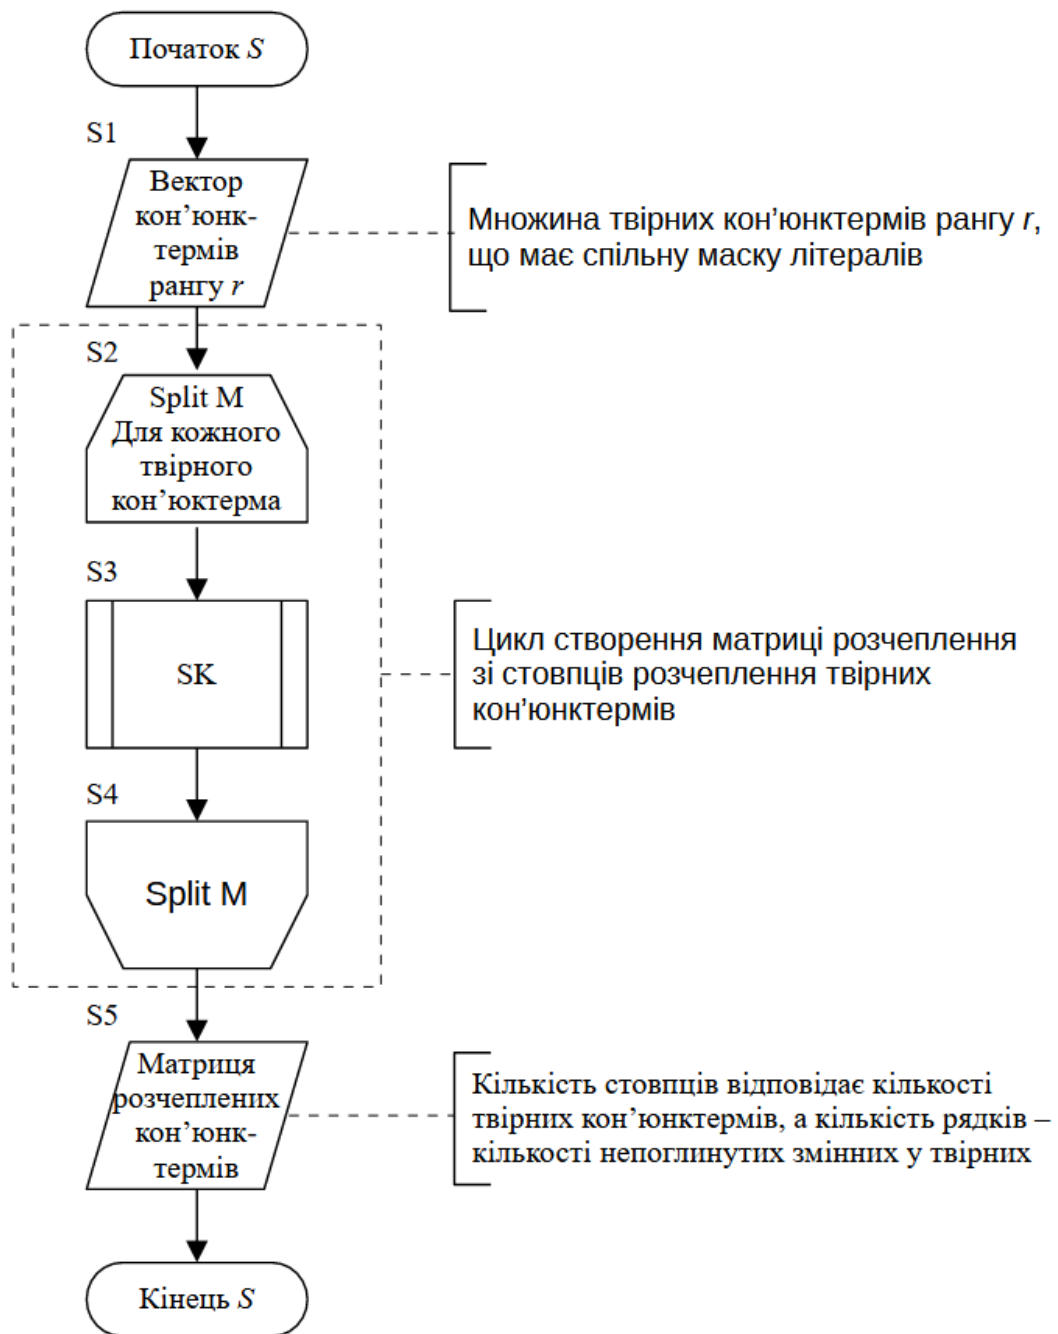 Початок S
S1
Вектор
кон’юнк-
термів
рангу r
Множина твірних кон’юнктермів рангу r,
що має спільну маску літералів
S2
Split M
Для кожного
твірного
кон’юктерма
S3
SK
Цикл створення матриці розчеплення
зі стовпців розчеплення твірних
кон’юнктермів
S4
Split M
S5
Матриця
розчеплених
кон’юнк-
термів
Кількість стовпців відповідає кількості
твірних кон’юнктермів, а кількість рядків –
кількості непоглинутих змінних у твірних
Кінець S